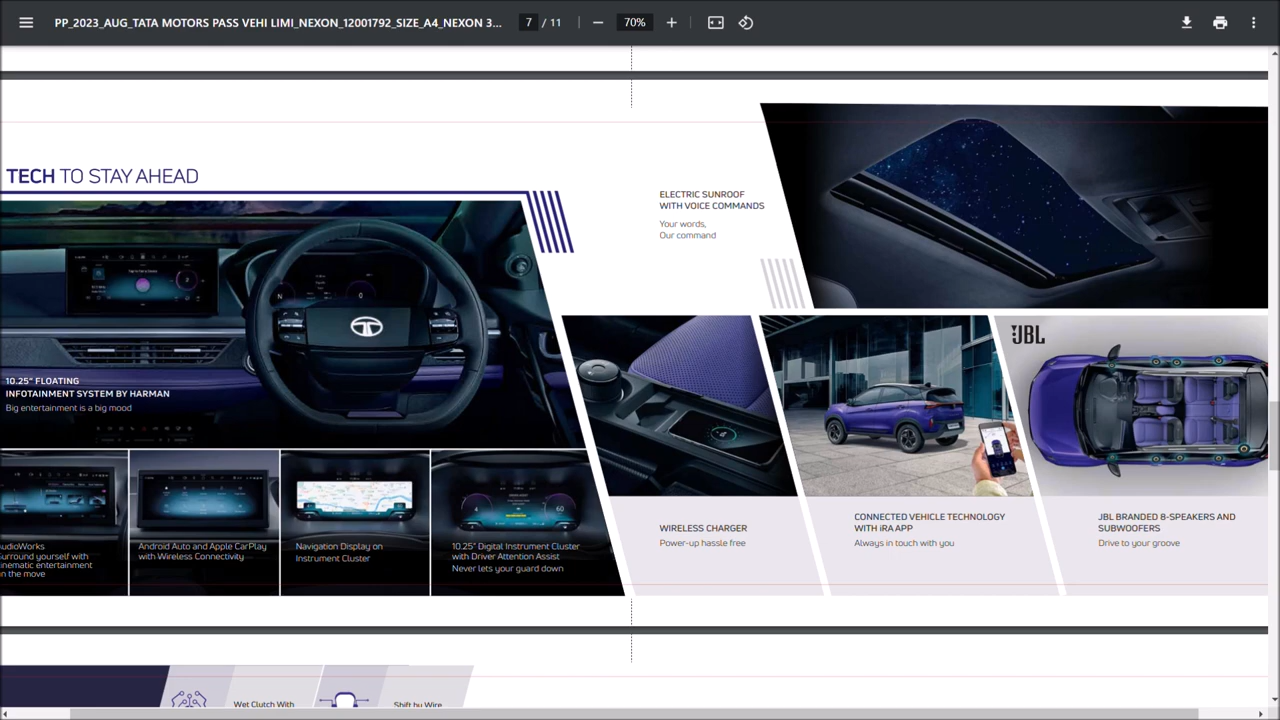 PP_2023_AUG_TATA MOTORS PASS VEHI LIMI_NEXON_12001792_SIZE_A4_NEXON 3...
7 / 11
70%
TECH TO STAY AHEAD
ELECTRIC SUNROOF
WITH VOICE COMMANDS
Your words,
Our command
10.25" FLOATING
INFOTAINMENT SYSTEM BY HARMAN
Big entertainment is a big mood
N
0
JBL
4
60
udioWorks
urround yourself with
inematic entertainment
n the move
Android Auto and Apple CarPlay
with Wireless Connectivity
Navigation Display on
Instrument Cluster
10.25" Digital Instrument Cluster
with Driver Attention Assist
Never lets your guard down
WIRELESS CHARGER
Power-up hassle free
CONNECTED VEHICLE TECHNOLOGY
WITH iRA APP
Always in touch with you
JBL BRANDED 8-SPEAKERS AND
SUBWOOFERS
Drive to your groove
Wet Clutch With
Shift by Wire